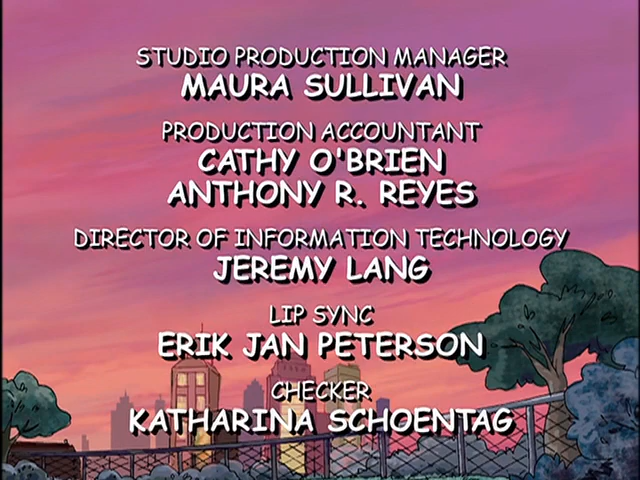 STUDIO PRODUCTION MANAGER
MAURA SULLIVAN
PRODUCTION ACCOUNTANT
CATHY O'BRIEN
ANTHONY R. REYES
DIRECTOR OF INFORMATION TECHNOLOGY
JEREMY LANG
LIP SYNC
ERIK JAN PETERSON
CHECKER
KATHARINA SCHOENTAG